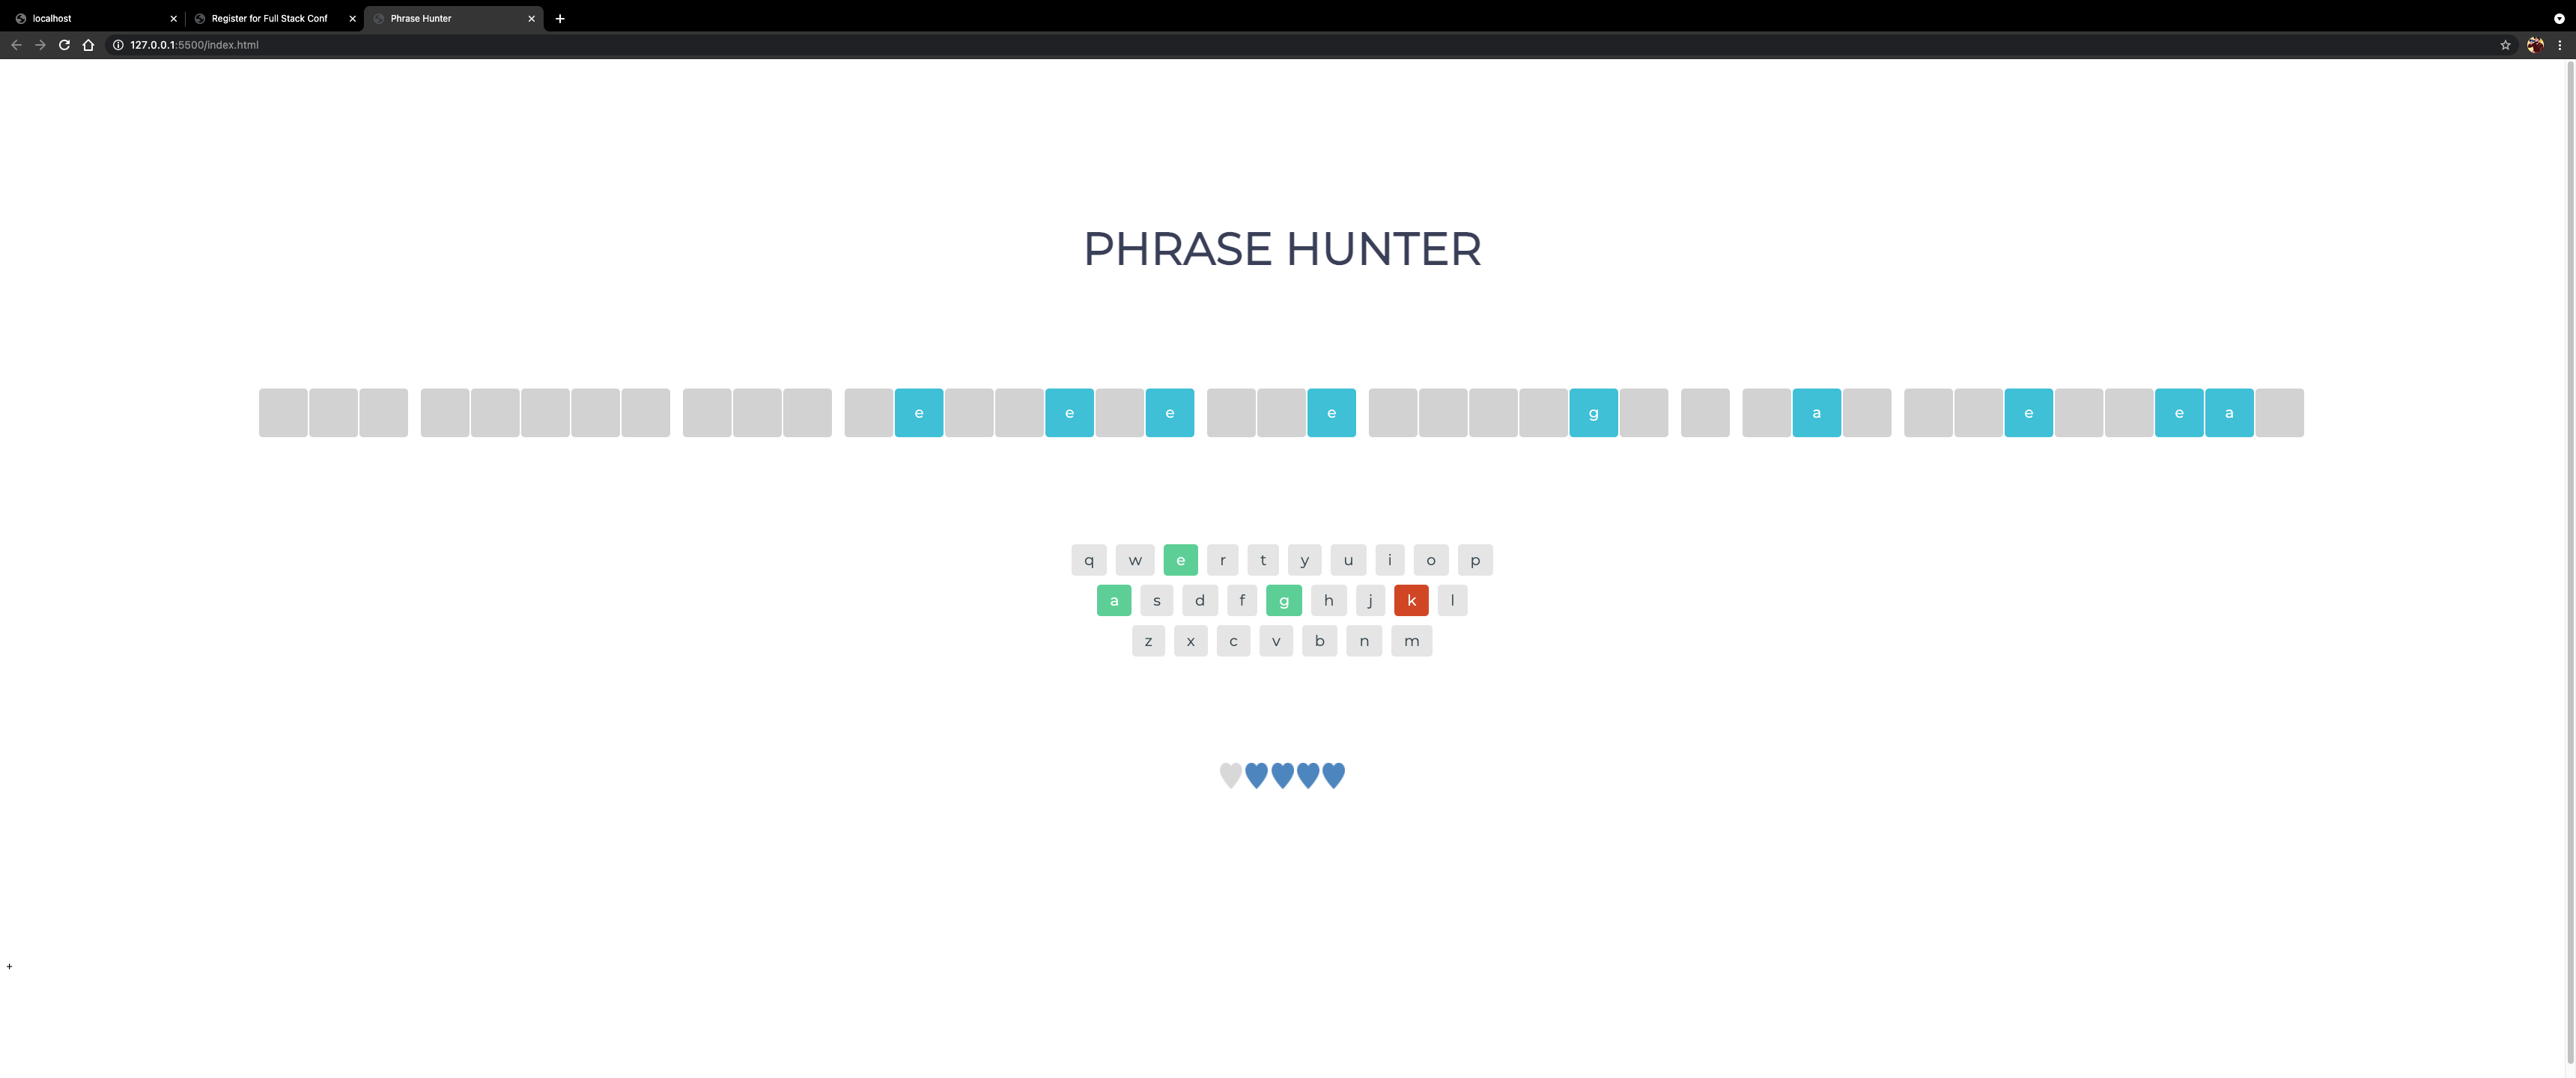 localhost
Register for Full Stack Conf
Phrase Hunter
127.0.0.1:5500/index.html
PHRASE HUNTER
e e e e g a e e a
q w e r t y u i o p
a s d f g h j k l
z x c v b n m
+